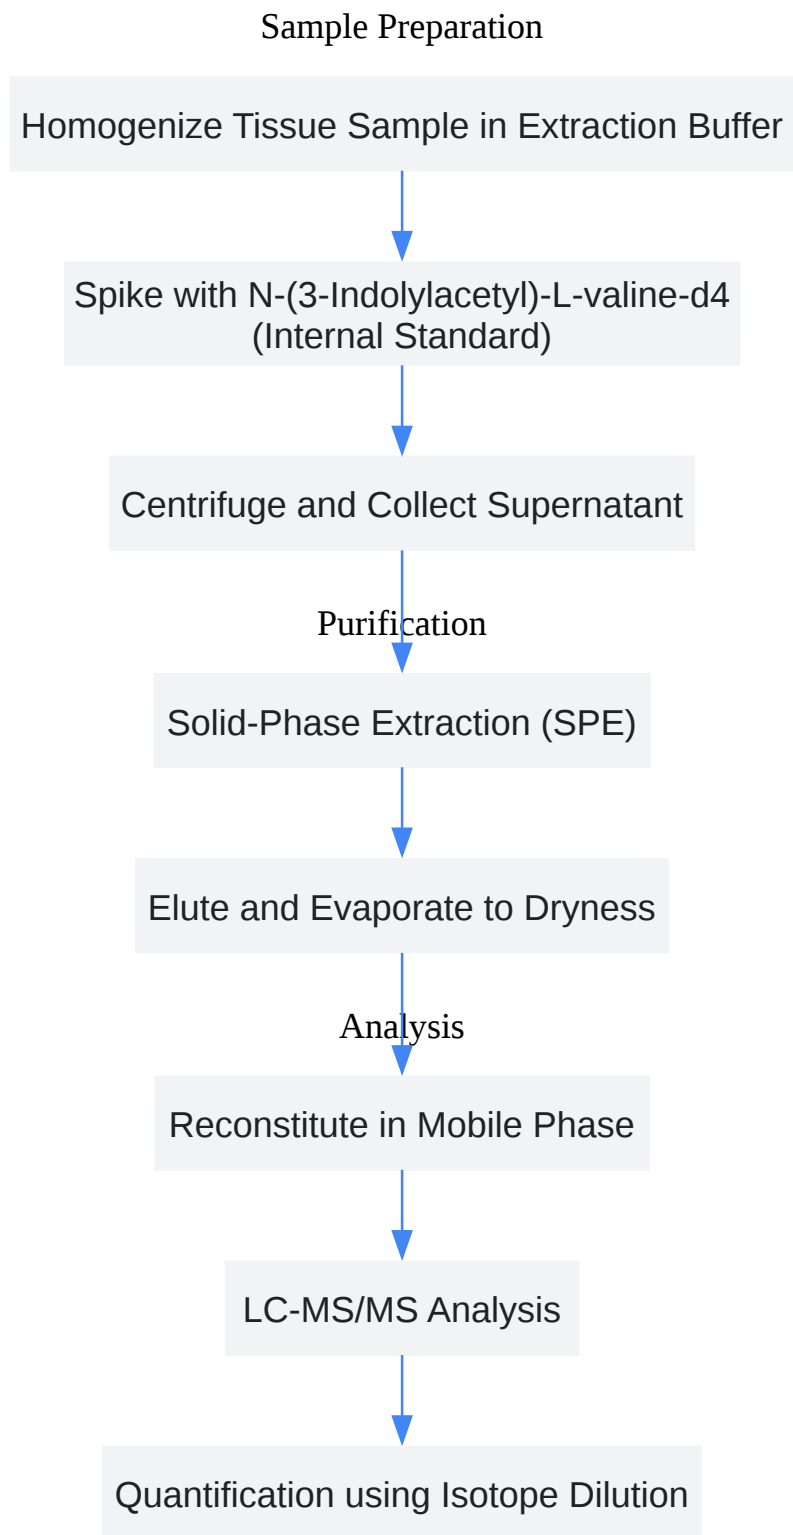 Sample Preparation
Homogenize Tissue Sample in Extraction Buffer
Spike with N-(3-Indolylacetyl)-L-valine-d4
(Internal Standard)
Centrifuge and Collect Supernatant
Purification
Solid-Phase Extraction (SPE)
Elute and Evaporate to Dryness
Analysis
Reconstitute in Mobile Phase
LC-MS/MS Analysis
Quantification using Isotope Dilution